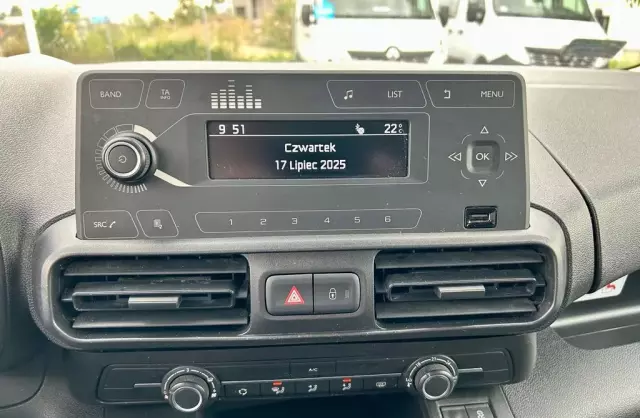 BAND
TA
INFO
LIST
MENU
9 51
22°C
Czwartek
17 Lipiec 2025
OK
SRC
1 2 3 4 5 6
A/C